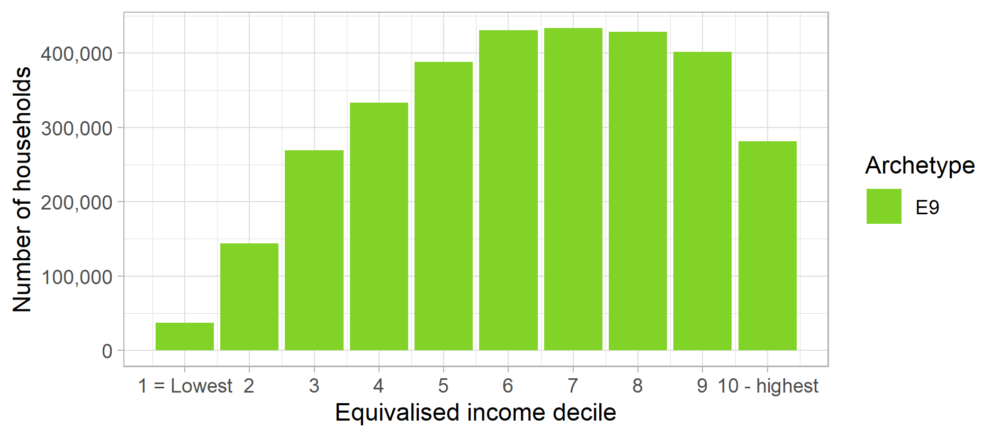 Number of households
400,000
300,000
200,000
100,000
0
1 = Lowest 2 3 4 5 6 7 8 9 10 - highest
Equivalised income decile
Archetype
E9